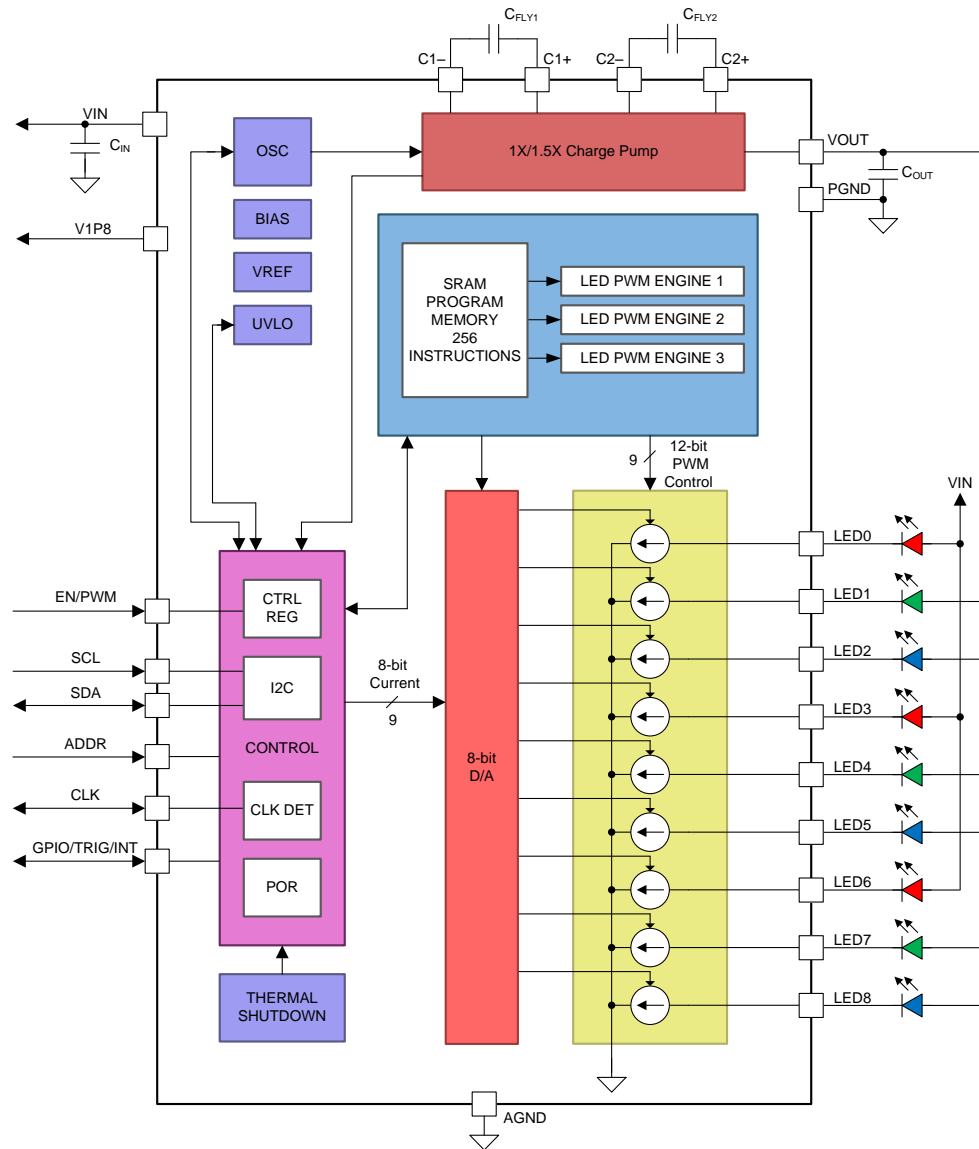 CFLY1
CFLY2
C1–
C1+
C2–
C2+
VIN
CIN
OSC
1X/1.5X Charge Pump
VOUT
COUT
PGND
V1P8
BIAS
VREF
UVLO
SRAM
PROGRAM
MEMORY
256
INSTRUCTIONS
LED PWM ENGINE 1
LED PWM ENGINE 2
LED PWM ENGINE 3
9
12-bit
PWM
Control
VIN
LED0
LED1
LED2
LED3
LED4
LED5
LED6
LED7
LED8
EN/PWM
SCL
SDA
ADDR
CLK
GPIO/TRIG/INT
CTRL
REG
I2C
CONTROL
CLK DET
POR
8-bit
Current
9
8-bit
D/A
THERMAL
SHUTDOWN
AGND